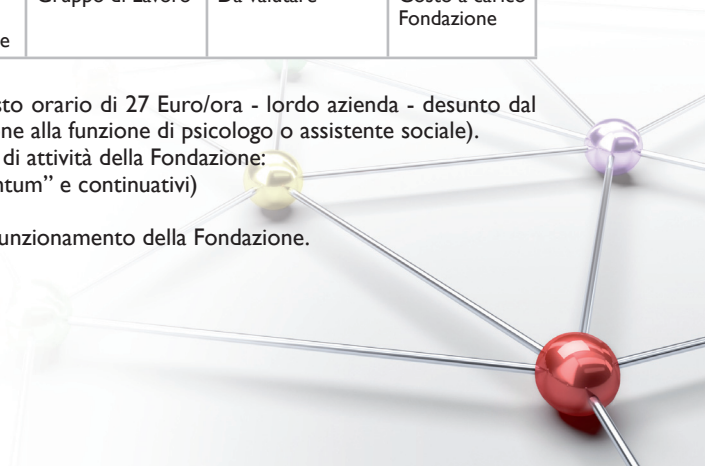 Gruppo di Lavoro
Da valutare
Costo a carico
Fondazione
e
sto orario di 27 Euro/ora - lordo azienda - desunto dal
ne alla funzione di psicologo o assistente sociale).
di attività della Fondazione:
ntum” e continuativi)
unzionamento della Fondazione.